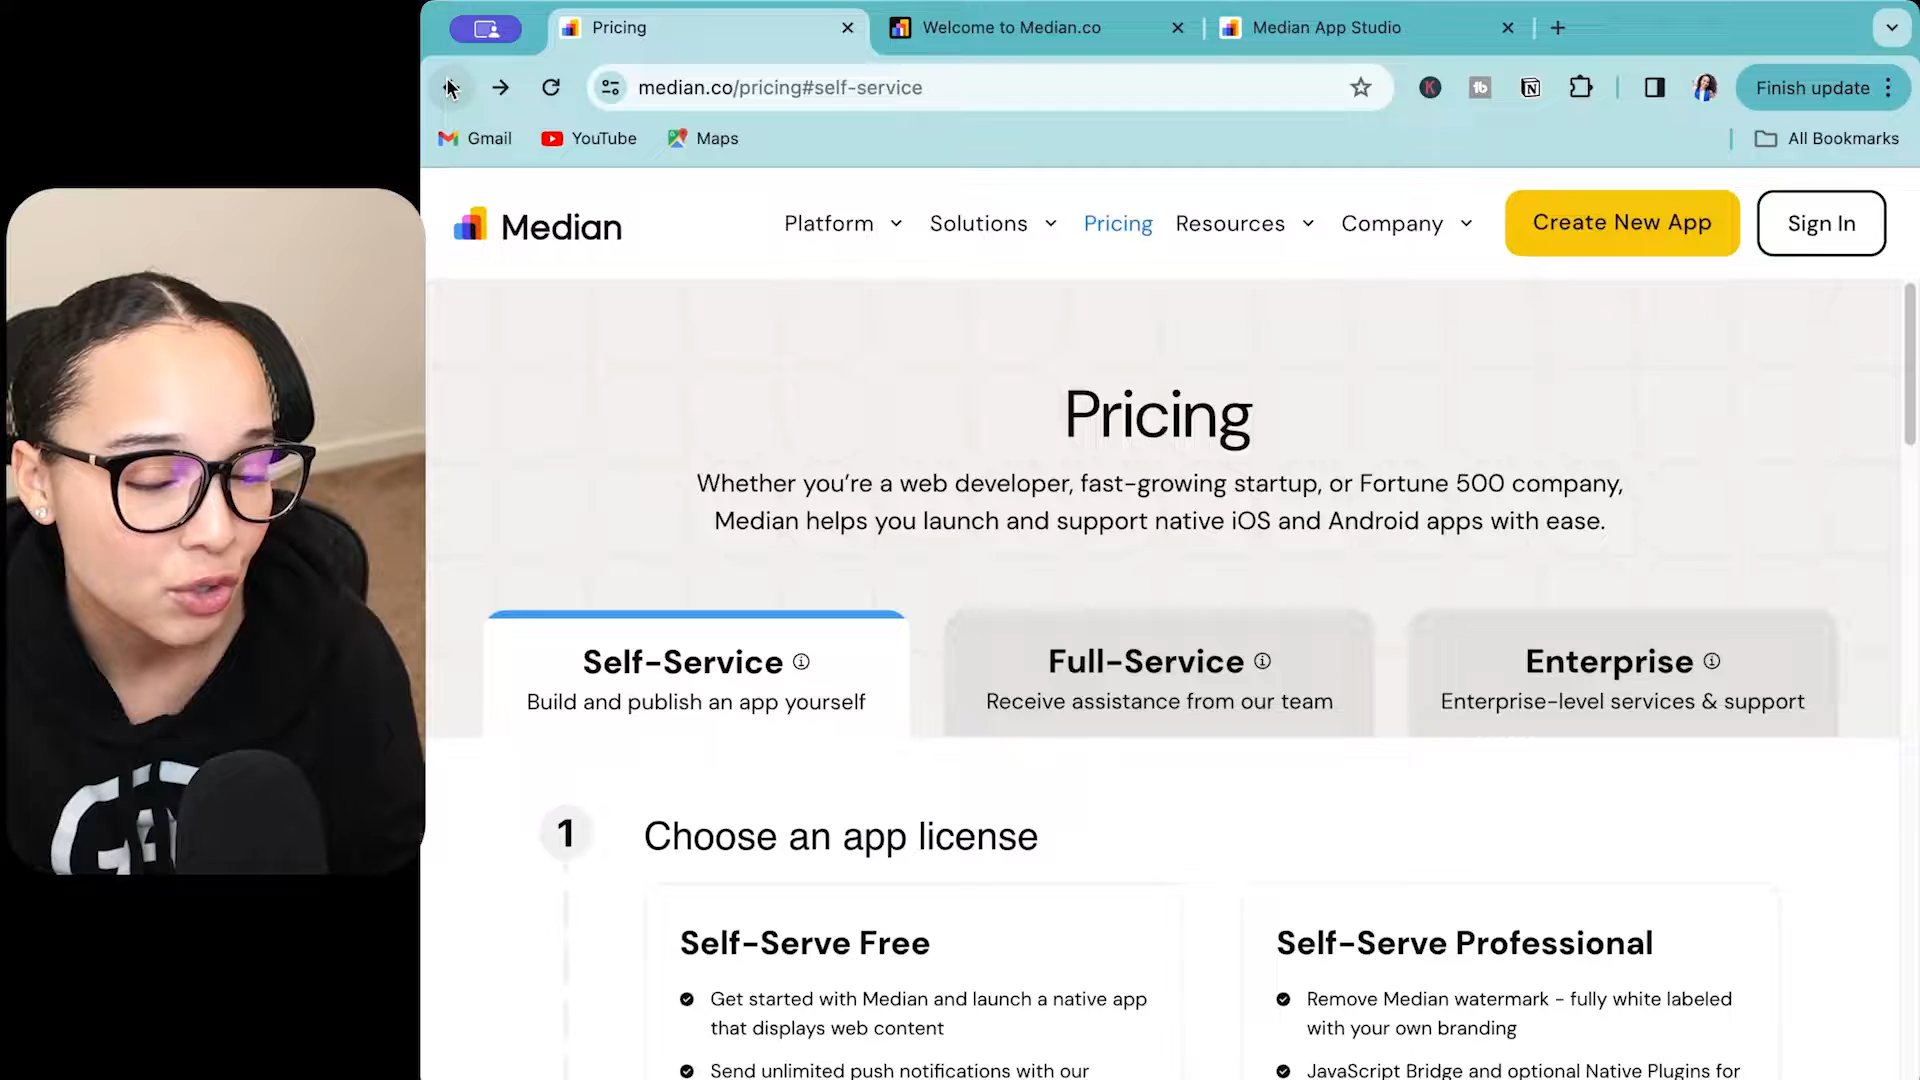 Pricing
Welcome to Median.co
Median App Studio
median.co/pricing#self-service
Finish update
Gmail
YouTube
Maps
All Bookmarks
Median
Platform
Solutions
Pricing
Resources
Company
Create New App
Sign In
Pricing
Whether you're a web developer, fast-growing startup, or Fortune 500 company,
Median helps you launch and support native iOS and Android apps with ease.
Self-Service
Build and publish an app yourself
Full-Service
Receive assistance from our team
Enterprise
Enterprise-level services & support
1
Choose an app license
Self-Serve Free
Get started with Median and launch a native app
that displays web content
Send unlimited push notifications with our
Self-Serve Professional
Remove Median watermark - fully white labeled
with your own branding
JavaScript Bridge and optional Native Plugins for